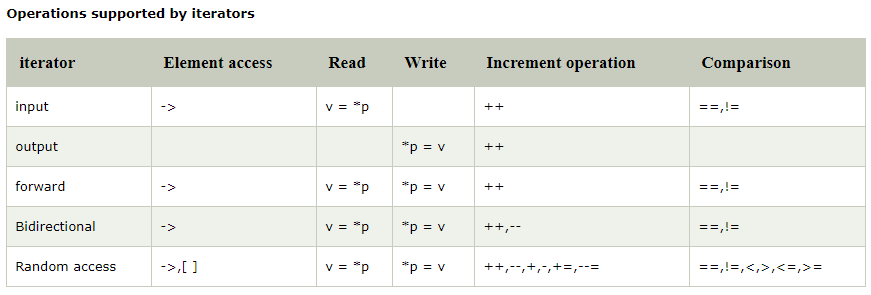 Operations supported by iterators
iterator Element access Read Write Increment operation Comparison
input -> v = *p ++ ==,!=
output *p = v ++
forward -> v = *p *p = v ++ ==,!=
Bidirectional -> v = *p *p = v ++,-- ==,!=
Random access ->,[ ] v = *p *p = v ++,--,+,-,+=,--= ==,!=,<,>,<=,>=